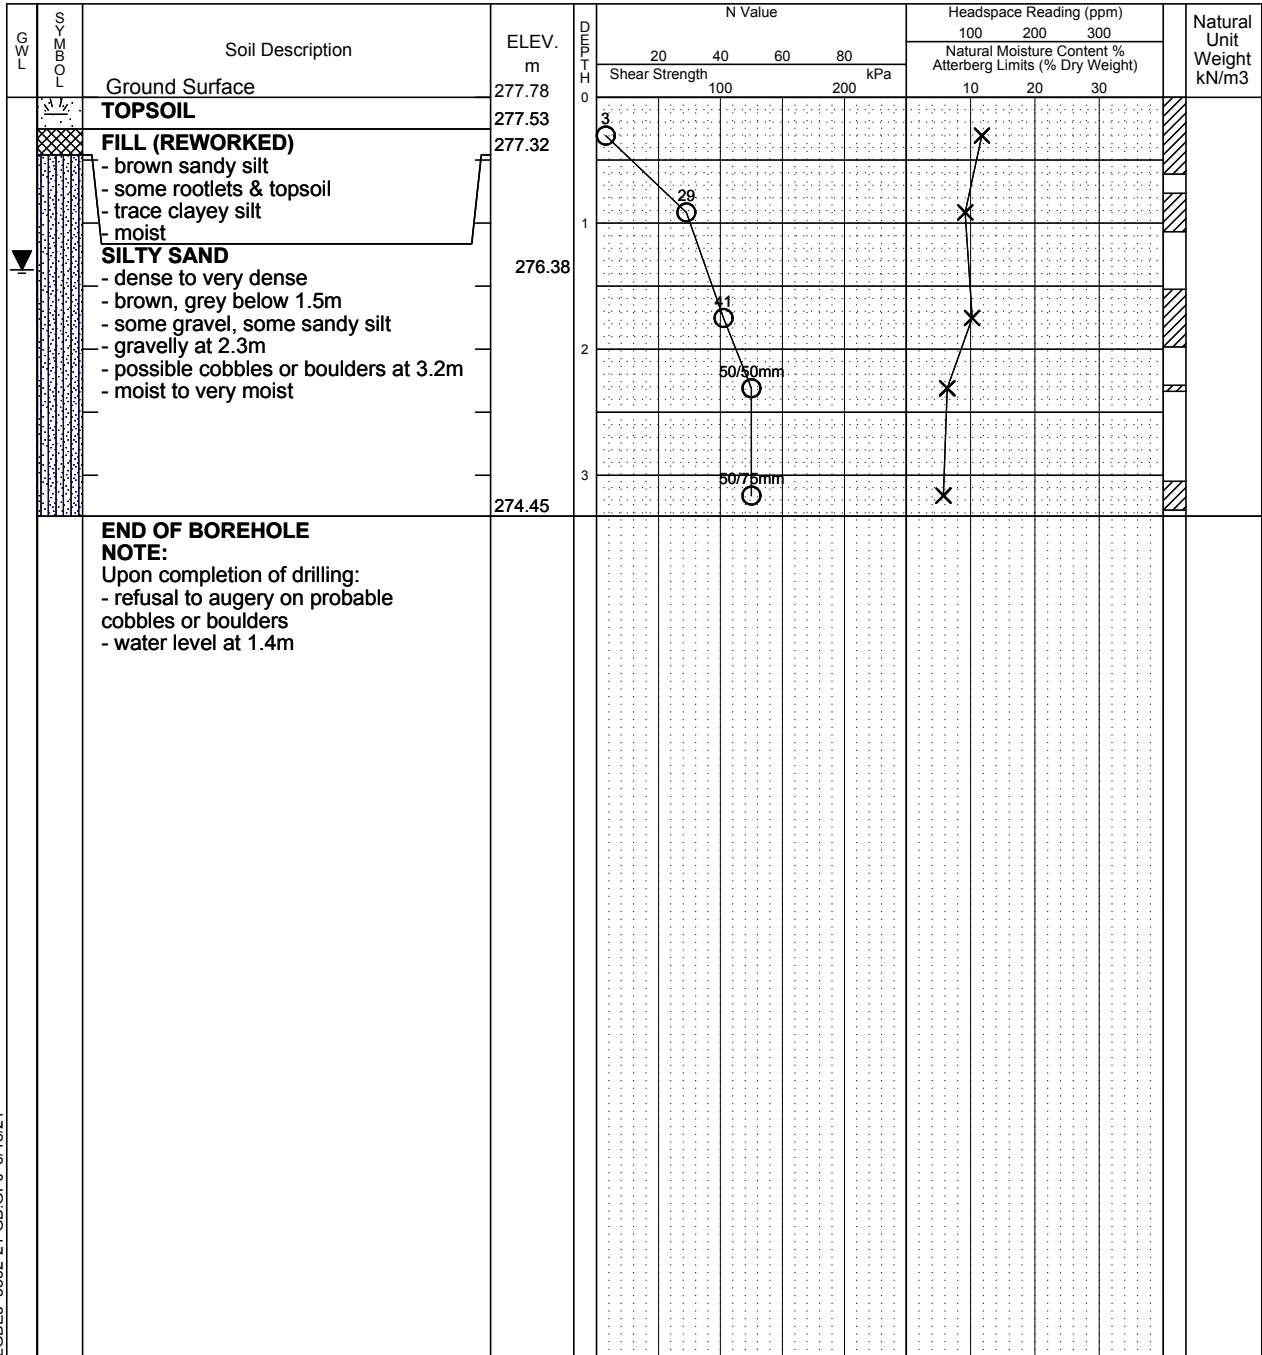 GWL
SYMBOL
Soil Description
Ground Surface
ELEV.
m
277.78
DEPTH
N Value
20 40 60 80
Shear Strength kPa
100 200
Headspace Reading (ppm)
100 200 300
Natural Moisture Content %
Atterberg Limits (% Dry Weight)
10 20 30
Natural
Unit
Weight
kN/m3
0
TOPSOIL
277.53
3
FILL (REWORKED)
277.32
- brown sandy silt
- some rootlets & topsoil
29
- trace clayey silt
1
- moist
SILTY SAND
276.38
- dense to very dense
- brown, grey below 1.5m
41
- some gravel, some sandy silt
- gravelly at 2.3m
2
- possible cobbles or boulders at 3.2m
50/50mm
- moist to very moist
3
50/75mm
274.45
END OF BOREHOLE
NOTE:
Upon completion of drilling:
- refusal to augery on probable
cobbles or boulders
- water level at 1.4m